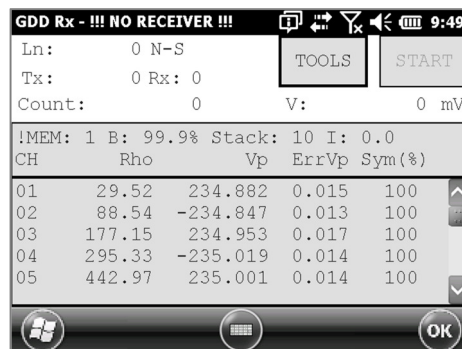 GDD Rx - !!! NO RECEIVER !!! 9:49
Ln: 0 N-S
TOOLS
START
Tx: 0 Rx: 0
Count: 0 V: 0 mV
!MEM: 1 B: 99.9% Stack: 10 I: 0.0
CH Rho Vp ErrVp Sym(%)
01 29.52 234.882 0.015 100
02 88.54 -234.847 0.013 100
03 177.15 234.953 0.017 100
04 295.33 -235.019 0.014 100
05 442.97 235.001 0.014 100
OK